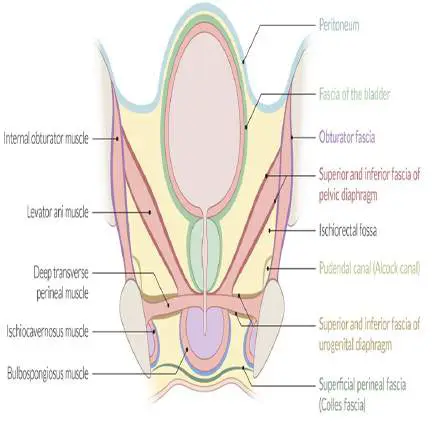 Peritoneum
Fascia of the bladder
Internal obturator muscle
Obturator fascia
Superior and inferior fascia of
pelvic diaphragm
Levator ani muscle
Ischiorectal fossa
Deep transverse
perineal muscle
Pudendal canal (Alcock canal)
Ischiocavernosus muscle
Superior and inferior fascia of
urogenital diaphragm
Bulbospongiosus muscle
Superficial perineal fascia
(Colles fascia)